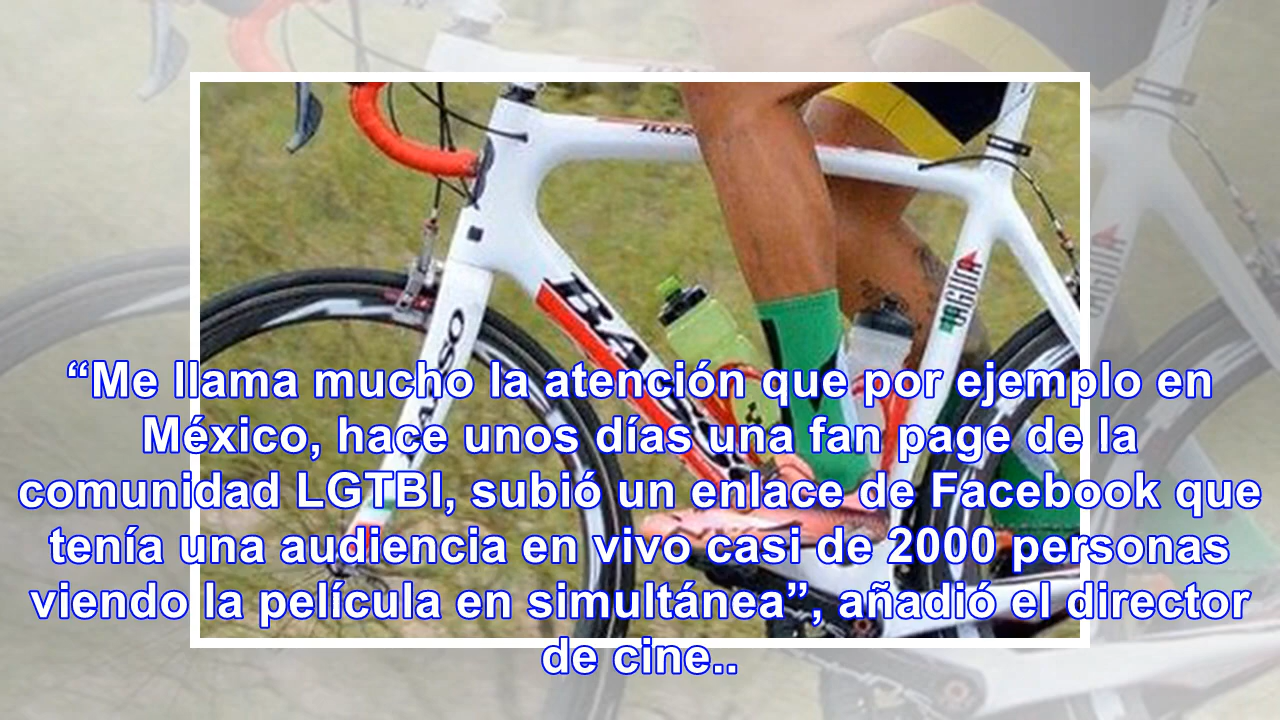 “Me llama mucho la atención que por ejemplo en
México, hace unos días una fan page de la
comunidad LGTBI, subió un enlace de Facebook que
tenía una audiencia en vivo casi de 2000 personas
viendo la película en simultánea”, añadió el director
de cine..